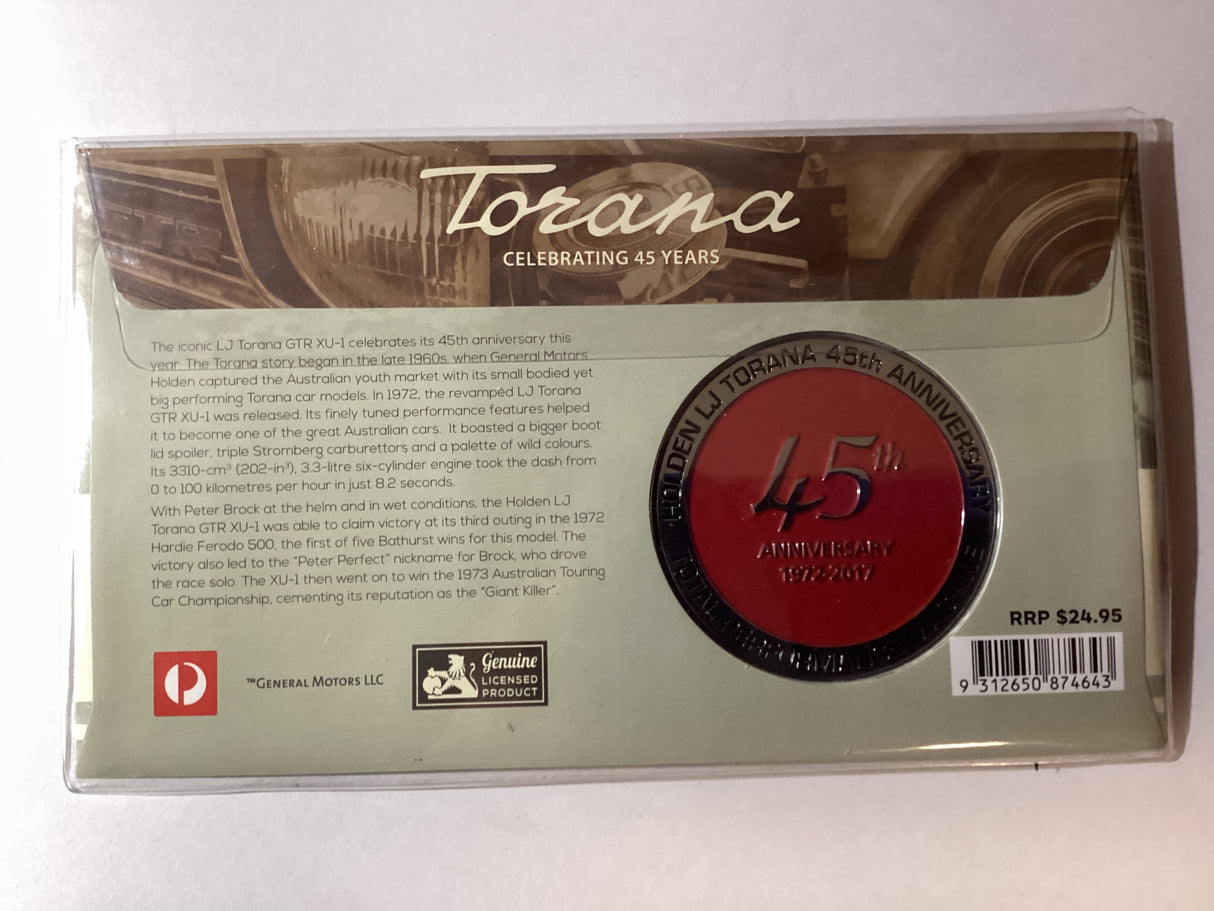 GTR
Torana
CELEBRATING 45 YEARS
The iconic LJ Torana GTR XU-1 celebrates its 45th anniversary this
year. The Torana story began in the late 1960s, when General Motors
Holden captured the Australian youth market with its small bodied yet
big performing Torana car models. In 1972, the revamped LJ Torana
GTR XU-1 was released. Its finely tuned performance features helped
it to become one of the great Australian cars. It boasted a bigger boot
lid spoiler, triple Stromberg carburettors and a palette of wild colours.
Its 3310-cm³ (202-in³), 3.3-litre six-cylinder engine took the dash from
0 to 100 kilometres per hour in just 8.2 seconds.
With Peter Brock at the helm and in wet conditions, the Holden LJ
Torana GTR XU-1 was able to claim victory at its third outing in the 1972
Hardie Ferodo 500, the first of five Bathurst wins for this model. The
victory also led to the “Peter Perfect” nickname for Brock, who drove
the race solo. The XU-1 then went on to win the 1973 Australian Touring
Car Championship, cementing its reputation as the “Giant Killer”.
HOLDEN LJ TORANA 45th ANNIVERSARY
45th
ANNIVERSARY
1972-2017
TOTAL PERFORMANCE
RRP $24.95
9 312650 874643
™GENERAL MOTORS LLC
Genuine
LICENSED
PRODUCT